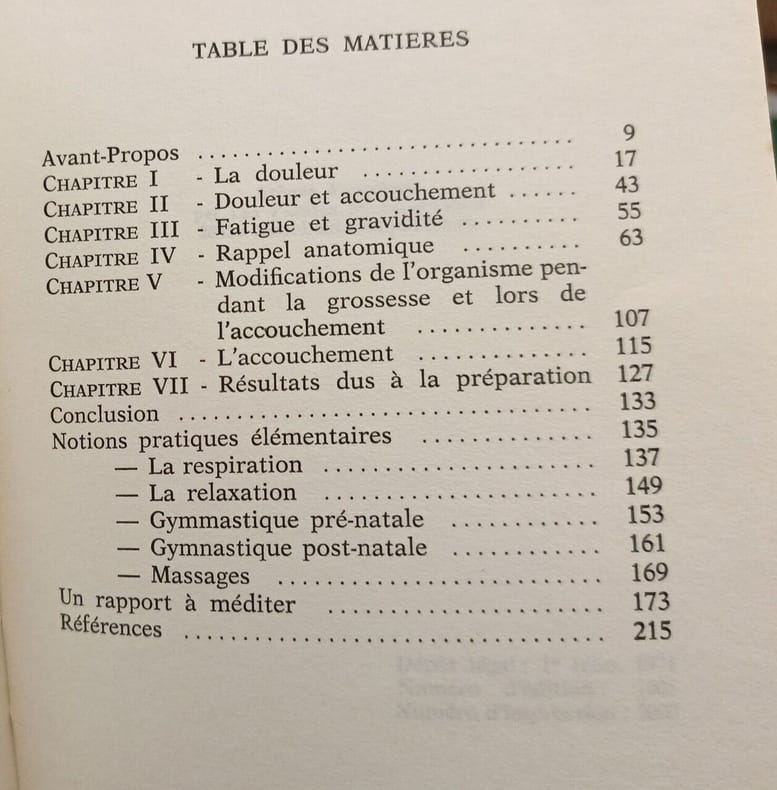 TABLE DES MATIERES
Avant-Propos ................................ 9
CHAPITRE I - La douleur .................. 17
CHAPITRE II - Douleur et accouchement ...... 43
CHAPITRE III - Fatigue et gravidité .......... 55
CHAPITRE IV - Rappel anatomique .......... 63
CHAPITRE V - Modifications de l'organisme pen-
dant la grossesse et lors de
l'accouchement .............. 107
CHAPITRE VI - L'accouchement .............. 115
CHAPITRE VII - Résultats dus à la préparation 127
Conclusion .................................. 133
Notions pratiques élémentaires .............. 135
— La respiration ...................... 137
— La relaxation ...................... 149
— Gymmastique pré-natale ............ 153
— Gymnastique post-natale ............ 161
— Massages .......................... 169
Un rapport à méditer ...................... 173
Références .................................. 215